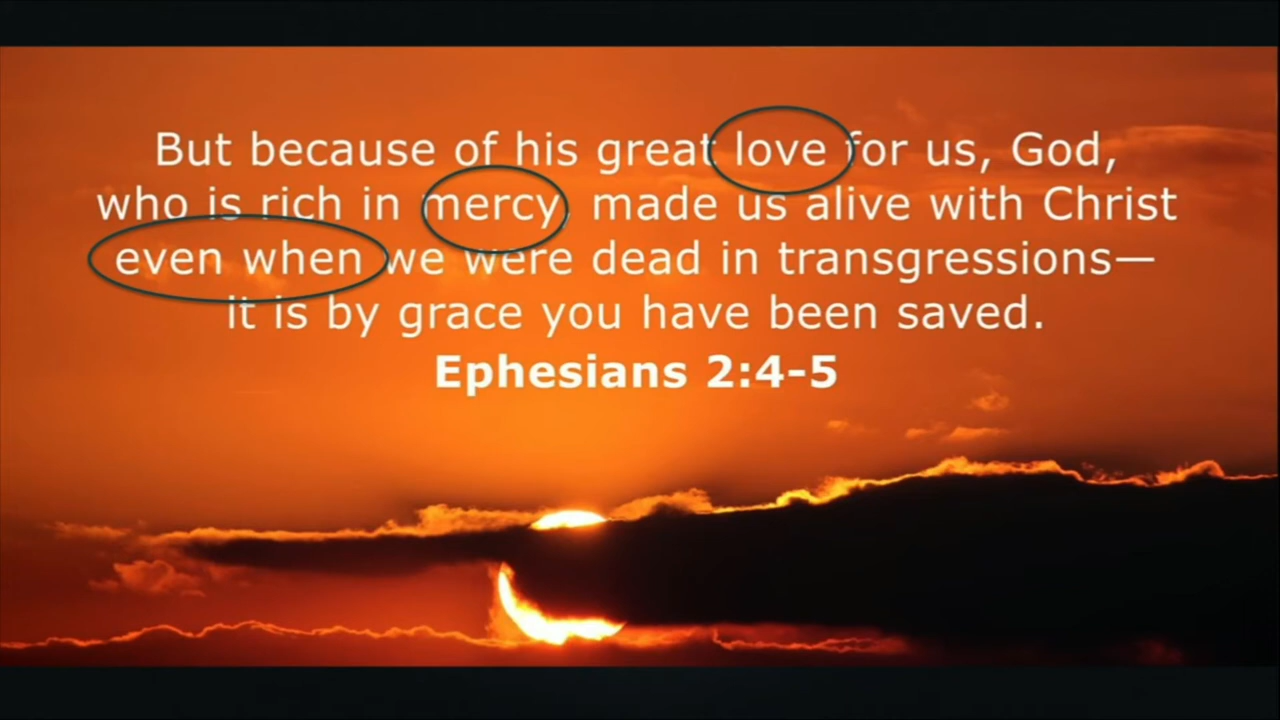 But because of his great love for us, God,
who is rich in mercy, made us alive with Christ
even when we were dead in transgressions—
it is by grace you have been saved.
Ephesians 2:4-5